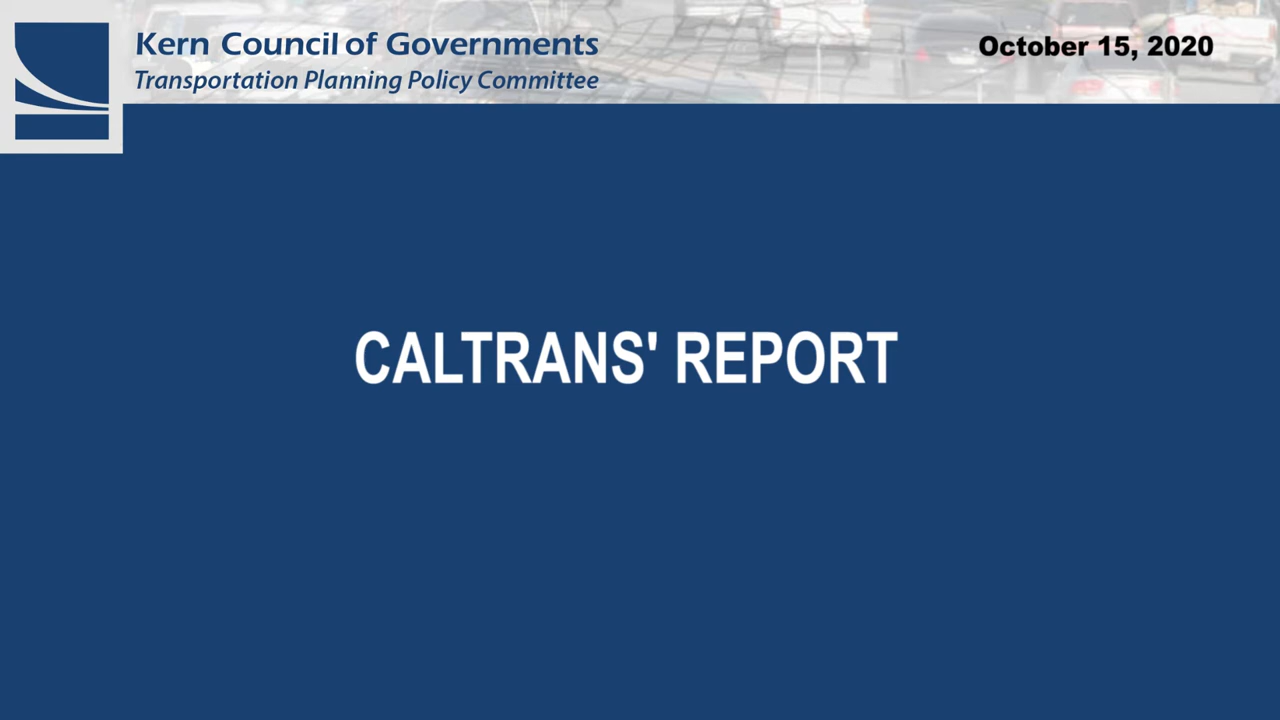 Kern Council of Governments
Transportation Planning Policy Committee
October 15, 2020
CALTRANS' REPORT